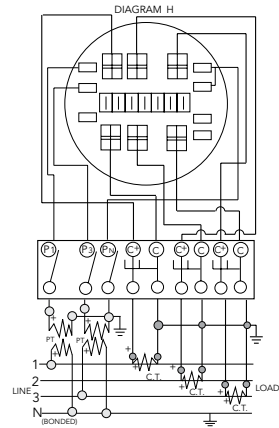 DIAGRAM H
P1 P3 PN C+ C C+ C C+ C
+ + + +
PT PT
1 + C.T.
2 +
LINE 3 C.T. + LOAD
N C.T.
(BONDED)